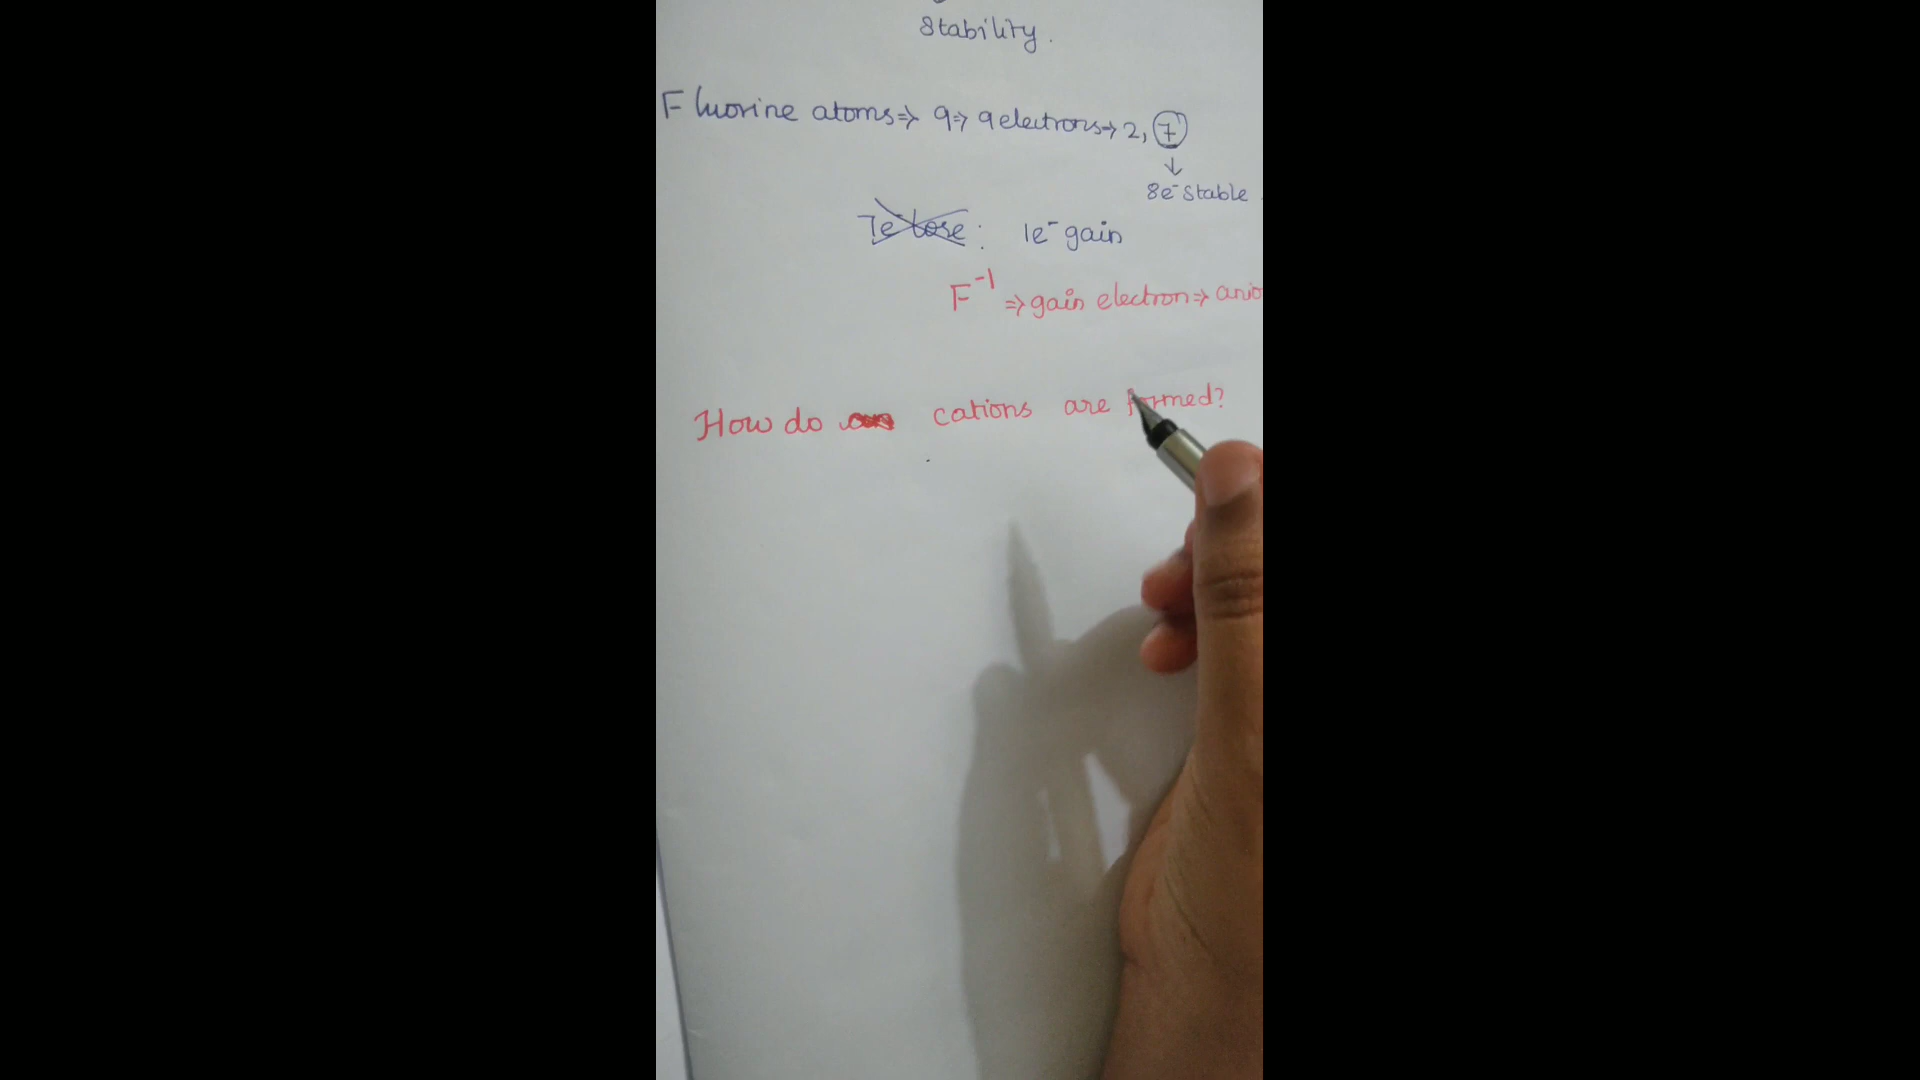 Stability.
Fluorine atoms ⇒ 9 ⇒ 9 electrons → 2, 7
↓
8e⁻ stable.
7e⁻ lose : 1e⁻ gain
F⁻¹ ⇒ gain electron ⇒ anio
How do cations are formed?